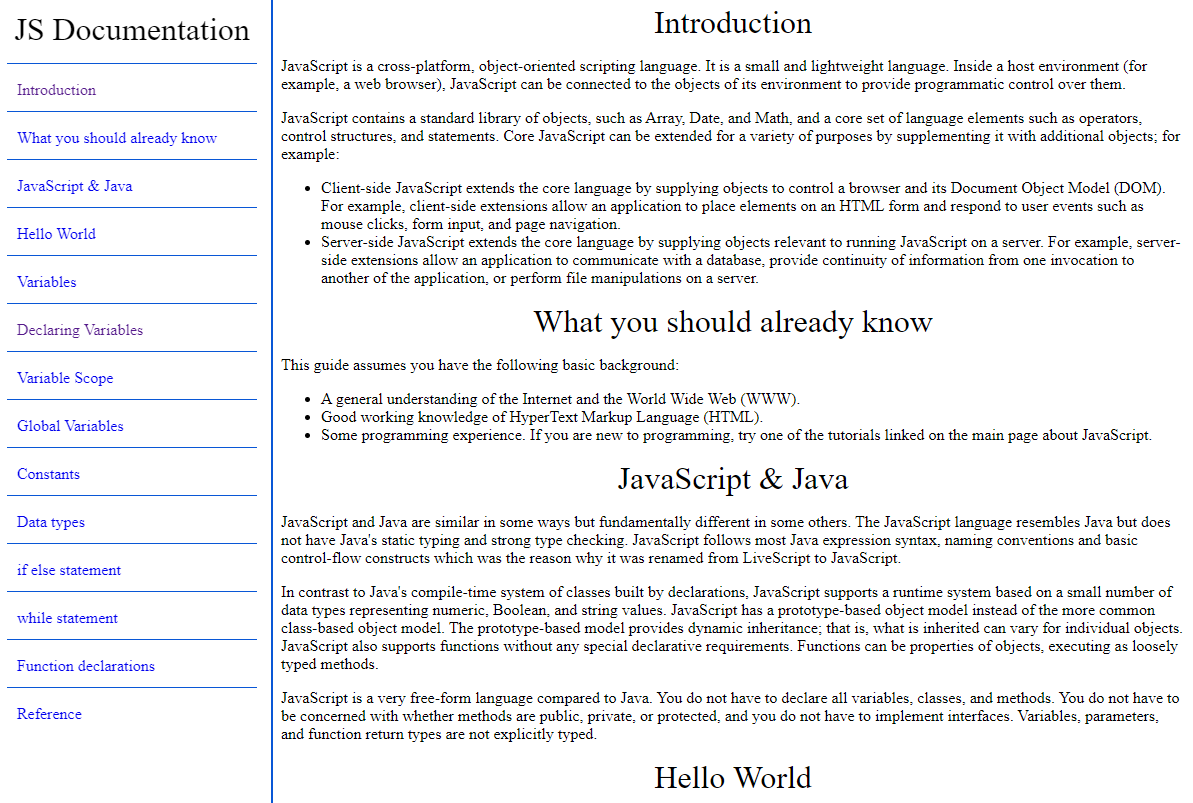 JS Documentation
Introduction
What you should already know
JavaScript & Java
Hello World
Variables
Declaring Variables
Variable Scope
Global Variables
Constants
Data types
if else statement
while statement
Function declarations
Reference
Introduction
JavaScript is a cross-platform, object-oriented scripting language. It is a small and lightweight language. Inside a host environment (for
example, a web browser), JavaScript can be connected to the objects of its environment to provide programmatic control over them.
JavaScript contains a standard library of objects, such as Array, Date, and Math, and a core set of language elements such as operators,
control structures, and statements. Core JavaScript can be extended for a variety of purposes by supplementing it with additional objects; for
example:
• Client-side JavaScript extends the core language by supplying objects to control a browser and its Document Object Model (DOM).
For example, client-side extensions allow an application to place elements on an HTML form and respond to user events such as
mouse clicks, form input, and page navigation.
• Server-side JavaScript extends the core language by supplying objects relevant to running JavaScript on a server. For example, server-
side extensions allow an application to communicate with a database, provide continuity of information from one invocation to
another of the application, or perform file manipulations on a server.
What you should already know
This guide assumes you have the following basic background:
• A general understanding of the Internet and the World Wide Web (WWW).
• Good working knowledge of HyperText Markup Language (HTML).
• Some programming experience. If you are new to programming, try one of the tutorials linked on the main page about JavaScript.
JavaScript & Java
JavaScript and Java are similar in some ways but fundamentally different in some others. The JavaScript language resembles Java but does
not have Java's static typing and strong type checking. JavaScript follows most Java expression syntax, naming conventions and basic
control-flow constructs which was the reason why it was renamed from LiveScript to JavaScript.
In contrast to Java's compile-time system of classes built by declarations, JavaScript supports a runtime system based on a small number of
data types representing numeric, Boolean, and string values. JavaScript has a prototype-based object model instead of the more common
class-based object model. The prototype-based model provides dynamic inheritance; that is, what is inherited can vary for individual objects.
JavaScript also supports functions without any special declarative requirements. Functions can be properties of objects, executing as loosely
typed methods.
JavaScript is a very free-form language compared to Java. You do not have to declare all variables, classes, and methods. You do not have to
be concerned with whether methods are public, private, or protected, and you do not have to implement interfaces. Variables, parameters,
and function return types are not explicitly typed.
Hello World